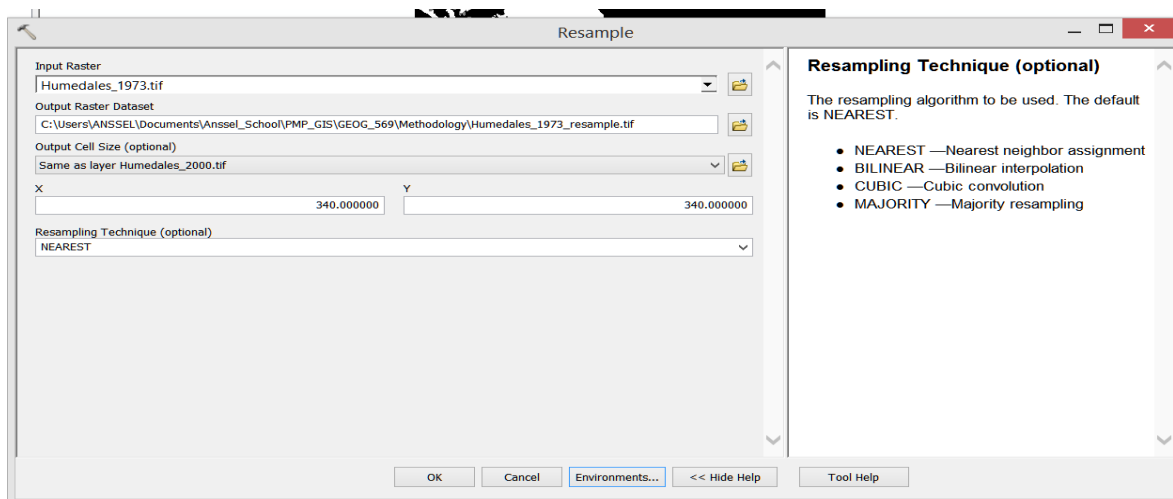 Resample
Input Raster
Humedales_1973.tif
Output Raster Dataset
C:\Users\ANSSEL\Documents\Anssel_School\PMP_GIS\GEOG_569\Methodology\Humedales_1973_resample.tif
Output Cell Size (optional)
Same as layer Humedales_2000.tif
X Y
340.000000 340.000000
Resampling Technique (optional)
NEAREST
Resampling Technique (optional)
The resampling algorithm to be used. The default
is NEAREST.
● NEAREST —Nearest neighbor assignment
● BILINEAR —Bilinear interpolation
● CUBIC —Cubic convolution
● MAJORITY —Majority resampling
OK Cancel Environments... << Hide Help Tool Help